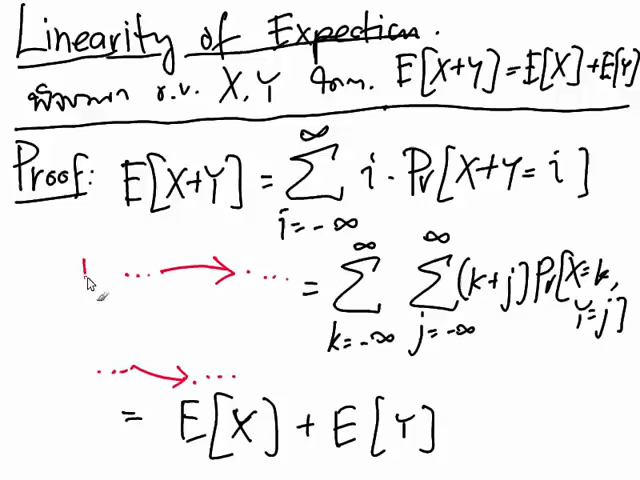 Linearity of Expection.
พิจารณา r.v. X, Y E[X+Y] = E[X] + E[Y]
Proof: E[X+Y] = ∑_{i=-∞}^{∞} i · Pr[X+Y = i]
... → ... = ∑_{k=-∞}^{∞} ∑_{j=-∞}^{∞} (k+j) Pr[X=k, Y=j]
... → ...
= E[X] + E[Y]